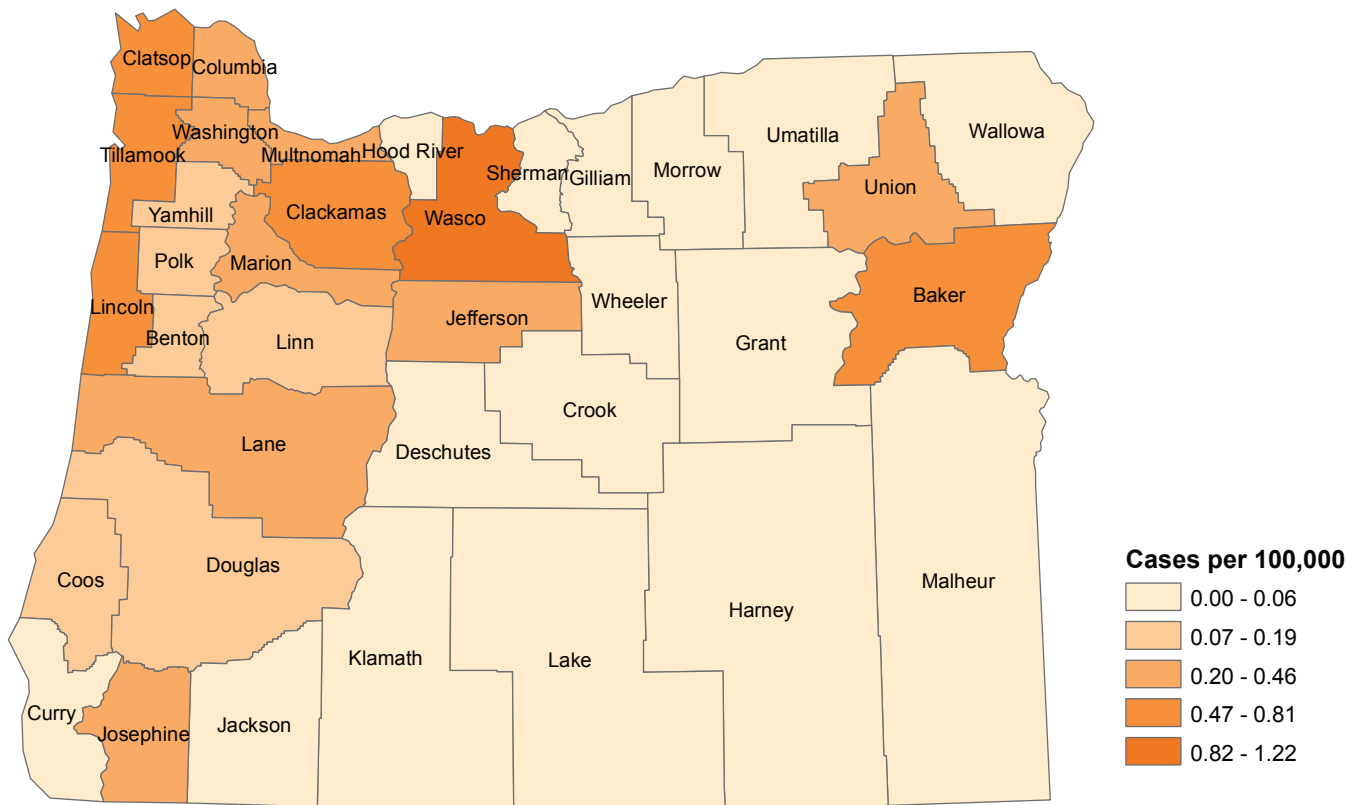 Clatsop
Columbia
Washington
Tillamook
Multnomah
Hood River
Sherman
Gilliam
Morrow
Umatilla
Wallowa
Union
Yamhill
Clackamas
Wasco
Polk
Marion
Lincoln
Benton
Linn
Jefferson
Wheeler
Grant
Baker
Crook
Lane
Deschutes
Coos
Douglas
Harney
Malheur
Klamath
Lake
Curry
Josephine
Jackson
Cases per 100,000
0.00 - 0.06
0.07 - 0.19
0.20 - 0.46
0.47 - 0.81
0.82 - 1.22